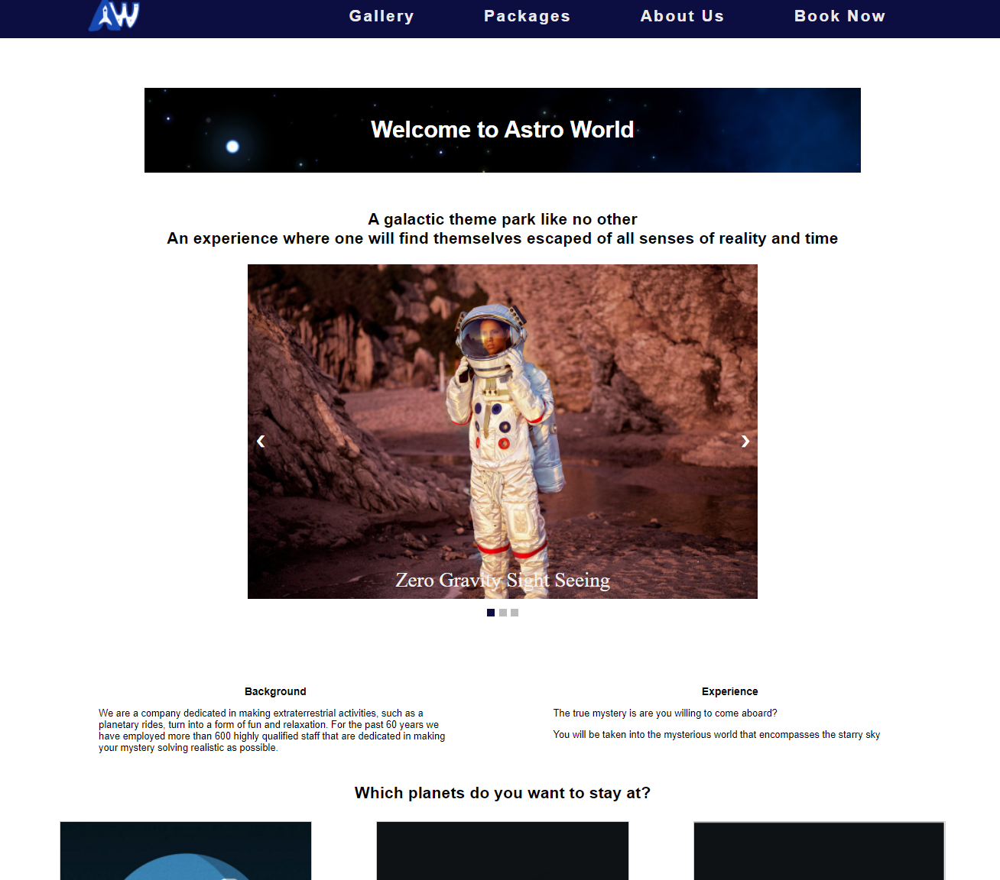 AW
Gallery Packages About Us Book Now
Welcome to Astro World
A galactic theme park like no other
An experience where one will find themselves escaped of all senses of reality and time
❮ ❯
Zero Gravity Sight Seeing
Background
We are a company dedicated in making extraterrestrial activities, such as a
planetary rides, turn into a form of fun and relaxation. For the past 60 years we
have employed more than 600 highly qualified staff that are dedicated in making
your mystery solving realistic as possible.
Experience
The true mystery is are you willing to come aboard?
You will be taken into the mysterious world that encompasses the starry sky
Which planets do you want to stay at?